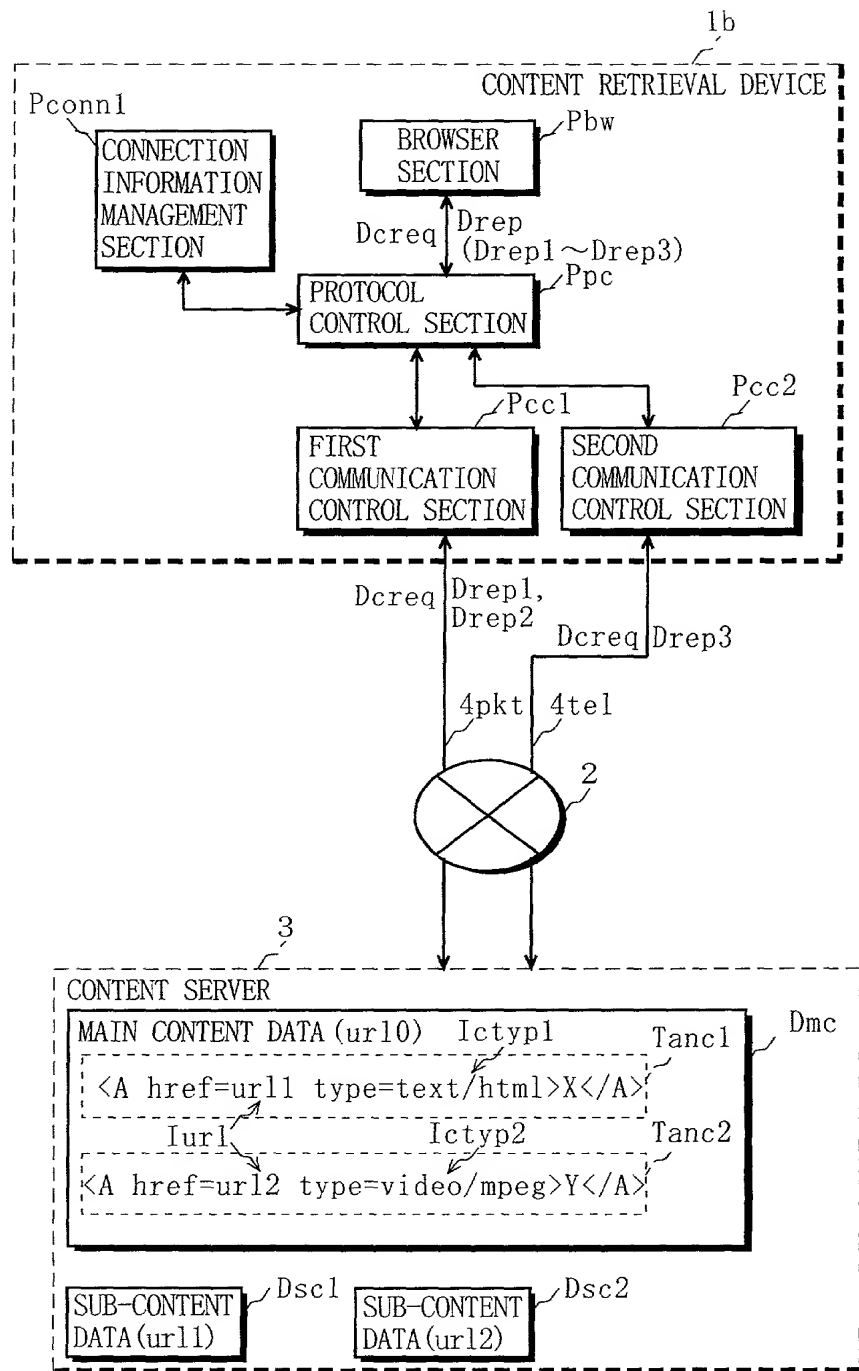 1b
CONTENT RETRIEVAL DEVICE
Pconn1
CONNECTION
INFORMATION
MANAGEMENT
SECTION
Pbw
BROWSER
SECTION
Dcreq
Drep
(Drep1～Drep3)
Ppc
PROTOCOL
CONTROL SECTION
Pcc1
FIRST
COMMUNICATION
CONTROL SECTION
Pcc2
SECOND
COMMUNICATION
CONTROL SECTION
Dcreq
Drep1,
Drep2
Dcreq
Drep3
4pkt
4tel
2
3
CONTENT SERVER
MAIN CONTENT DATA(url0)
Ictyp1
Tanc1
Dmc
<A href=url1 type=text/html>X</A>
Iurl
Ictyp2
Tanc2
<A href=url2 type=video/mpeg>Y</A>
Dsc1
SUB-CONTENT
DATA(url1)
Dsc2
SUB-CONTENT
DATA(url2)